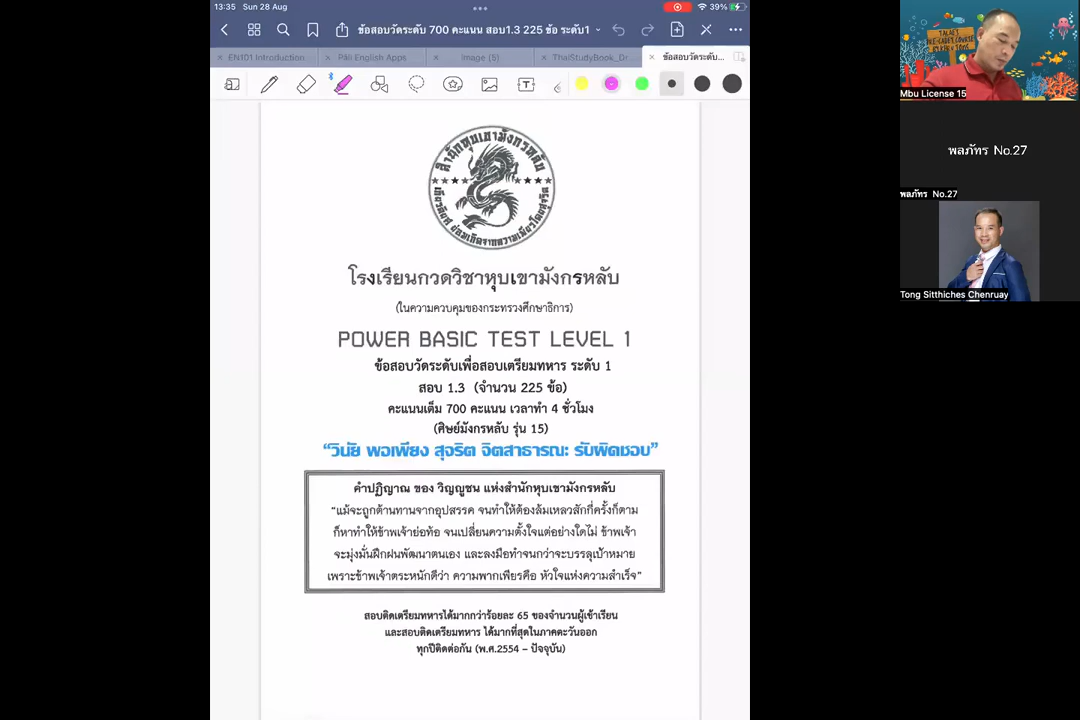 13:35 Sun 28 Aug
39%
ข้อสอบวัดระดับ 700 คะแนน สอบ1.3 225 ข้อ ระดับ1
EN101 Introduction
Pāli English Apps
Image (5)
ThaiStudyBook_Dr
ข้อสอบวัดระดับ...
สำนักหุบเขามังกรหลับ
โรงเรียนกวดวิชาหุบเขามังกรหลับ
(ในความควบคุมของกระทรวงศึกษาธิการ)
POWER BASIC TEST LEVEL 1
ข้อสอบวัดระดับเพื่อสอบเตรียมทหาร ระดับ 1
สอบ 1.3 (จำนวน 225 ข้อ)
คะแนนเต็ม 700 คะแนน เวลาทำ 4 ชั่วโมง
(ศิษย์มังกรหลับ รุ่น 15)
“วินัย พอเพียง สุจริต จิตสาธารณะ รับผิดชอบ”
คำปฏิญาณ ของ วิญญูชน แห่งสำนักหุบเขามังกรหลับ
“แม้จะถูกต้านทานจากอุปสรรค จนทำให้ต้องล้มเหลวสักกี่ครั้งก็ตาม
ก็หาทำให้ข้าพเจ้าย่อท้อ จนเปลี่ยนความตั้งใจแต่อย่างใดไม่ ข้าพเจ้า
จะมุ่งมั่นฝึกฝนพัฒนาตนเอง และลงมือทำจนกว่าจะบรรลุเป้าหมาย
เพราะข้าพเจ้าตระหนักดีว่า ความพากเพียรคือ หัวใจแห่งความสำเร็จ”
สอบติดเตรียมทหารได้มากกว่าร้อยละ 65 ของจำนวนผู้เข้าเรียน
และสอบติดเตรียมทหาร ได้มากที่สุดในภาคตะวันออก
ทุกปีติดต่อกัน (พ.ศ.2554 – ปัจจุบัน)
Mbu License 15
พลภัทร No.27
พลภัทร No.27
Tong Sitthiches Chenruay